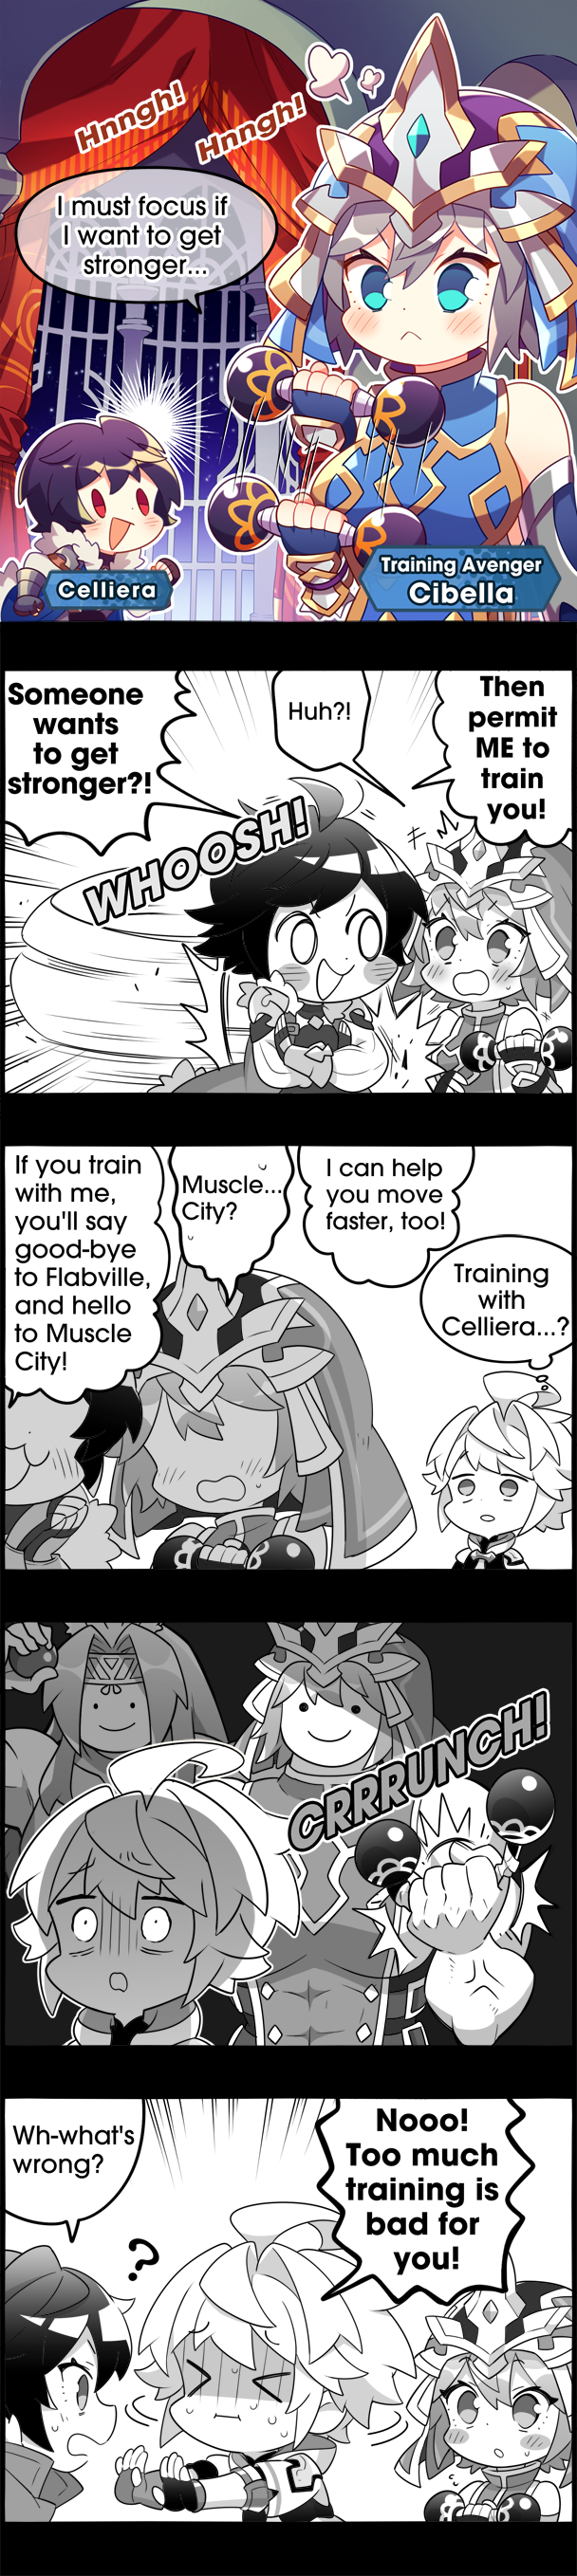 Hnngh!
Hnngh!
I must focus if
I want to get
stronger...
Celliera
Training Avenger
Cibella
Someone
wants
to get
stronger?!
Huh?!
Then
permit
ME to
train
you!
WHOOSH!
If you train
with me,
you'll say
good-bye
to Flabville,
and hello
to Muscle
City!
Muscle...
City?
I can help
you move
faster, too!
Training
with
Celliera...?
CRRRUNCH!
Wh-what's
wrong?
?
Nooo!
Too much
training is
bad for
you!